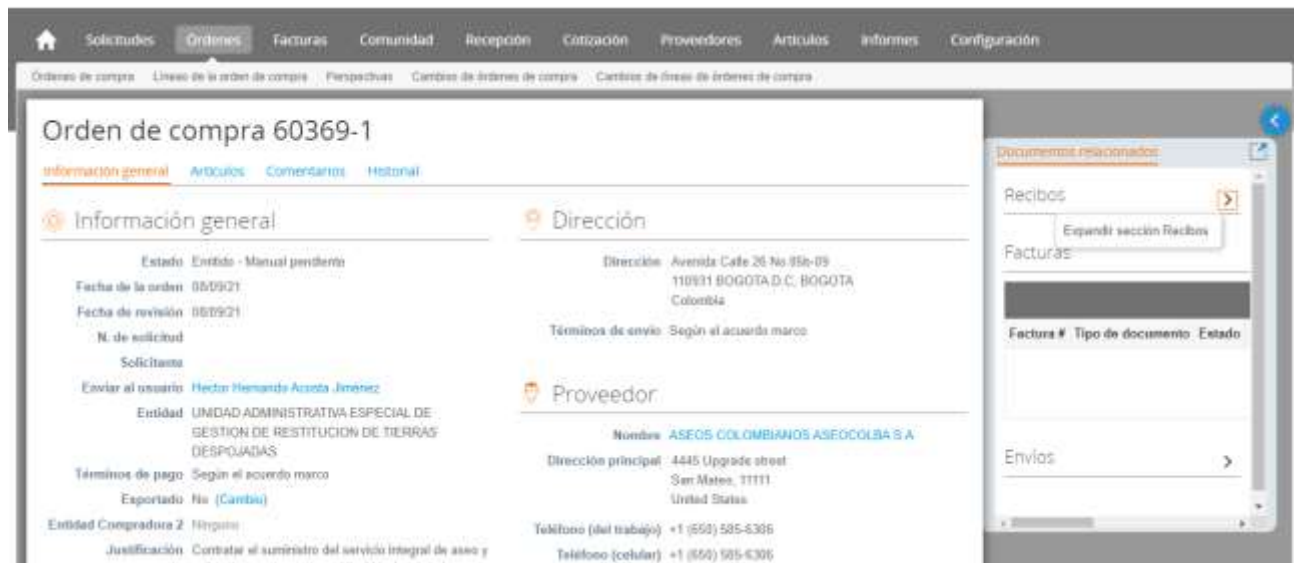 Solicitudes Órdenes Facturas Comunidad Recepción Cotización Proveedores Artículos Informes Configuración
Órdenes de compra Líneas de la orden de compra Perspectivas Cambios de órdenes de compra Cambios de líneas de órdenes de compra
Orden de compra 60369-1
Información general Artículos Comentarios Historial
Información general
Estado Emitido - Manual pendiente
Fecha de la orden 08/09/21
Fecha de revisión 08/09/21
N. de solicitud
Solicitante
Enviar al usuario Hector Hernando Acosta Jiménez
Entidad UNIDAD ADMINISTRATIVA ESPECIAL DE
GESTION DE RESTITUCION DE TIERRAS
DESPOJADAS
Términos de pago Según el acuerdo marco
Exportado No (Cambiu)
Entidad Compradora 2 Ninguno
Justificación Contratar el suministro del servicio integral de aseo y
Dirección
Dirección Avenida Calle 26 No 85b-09
110931 BOGOTA D.C, BOGOTA
Colombia
Términos de envío Según el acuerdo marco
Proveedor
Nombre ASEOS COLOMBIANOS ASEOCOLBA S A
Dirección principal 4445 Upgrade street
San Mateo, 11111
United States
Teléfono (del trabajo) +1 (650) 585-6306
Teléfono (celular) +1 (650) 585-6306
Documentos relacionados
Recibos
Expandir sección Recibos
Facturas
Factura # Tipo de documento Estado
Envíos